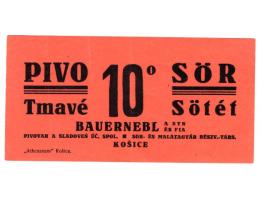 PIVO 10° SÖR
Tmavé Sötét
BAUERNEBL A SYN ÉS FIA
PIVOVAR A SLADOVEŇ ÚČ. SPOL. SÖR- ÉS MALÁTAGYÁR RÉSZV.-TÁRS.
KOŠICE
„Athenaeum" Košice.